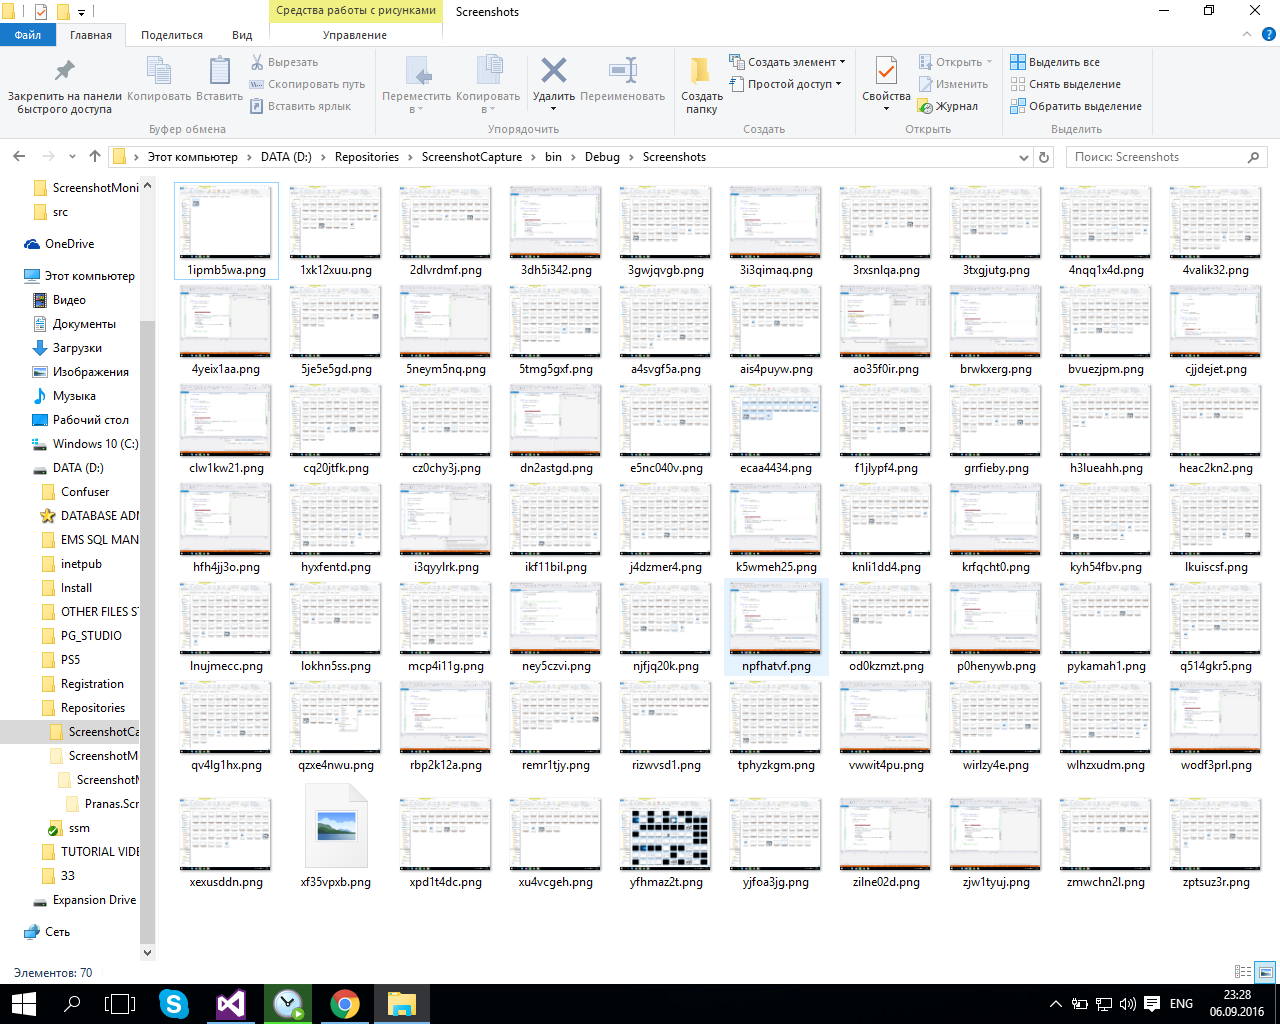 Средства работы с рисунками
Screenshots
Файл
Главная
Поделиться
Вид
Управление
Закрепить на панели
быстрого доступа
Копировать
Вставить
Вырезать
Скопировать путь
Вставить ярлык
Переместить
в
Копировать
в
Удалить
Переименовать
Создать
папку
Создать элемент
Простой доступ
Свойства
Открыть
Изменить
Журнал
Выделить все
Снять выделение
Обратить выделение
Буфер обмена
Упорядочить
Создать
Открыть
Выделить
Этот компьютер
DATA (D:)
Repositories
ScreenshotCapture
bin
Debug
Screenshots
Поиск: Screenshots
ScreenshotMoni
src
OneDrive
Этот компьютер
Видео
Документы
Загрузки
Изображения
Музыка
Рабочий стол
Windows 10 (C:)
DATA (D:)
Confuser
DATABASE ADM
EMS SQL MAN
inetpub
Install
OTHER FILES ST
PG_STUDIO
PS5
Registration
Repositories
ScreenshotCa
ScreenshotM
Screenshot
Pranas.Scr
ssm
TUTORIAL VIDE
33
Expansion Drive
Сеть
1ipmb5wa.png 1xk12xuu.png 2dlvrdmf.png 3dh5i342.png 3gwjqvgb.png 3i3qimaq.png 3rxsnlqa.png 3txgjutg.png 4nqq1x4d.png 4valik32.png
4yeix1aa.png 5je5e5gd.png 5neym5nq.png 5tmg5gxf.png a4svgf5a.png ais4puyw.png ao35f0ir.png brwkxerg.png bvuezjpm.png cjjdejet.png
clw1kw21.png cq20jtfk.png cz0chy3j.png dn2astgd.png e5nc040v.png ecaa4434.png f1jlypf4.png grrfieby.png h3lueahh.png heac2kn2.png
hfh4jj3o.png hyxfentd.png i3qyylrk.png ikf11bil.png j4dzmer4.png k5wmeh25.png knli1dd4.png krfqcht0.png kyh54fbv.png lkuiscsf.png
lnujmecc.png lokhn5ss.png mcp4i11g.png ney5czvi.png njfjq20k.png npfhatvf.png od0kzmzt.png p0henywb.png pykamah1.png q514gkr5.png
qv4lg1hx.png qzxe4nwu.png rbp2k12a.png remr1tjy.png rizwvsd1.png tphyzkgm.png vwwit4pu.png wirlzy4e.png wlhzxudm.png wodf3prl.png
xexusddn.png xf35vpxb.png xpd1t4dc.png xu4vcgeh.png yfhmaz2t.png yjfoa3jg.png zilne02d.png zjw1tyuj.png zmwchn2l.png zptsuz3r.png
Элементов: 70
ENG
23:28
06.09.2016